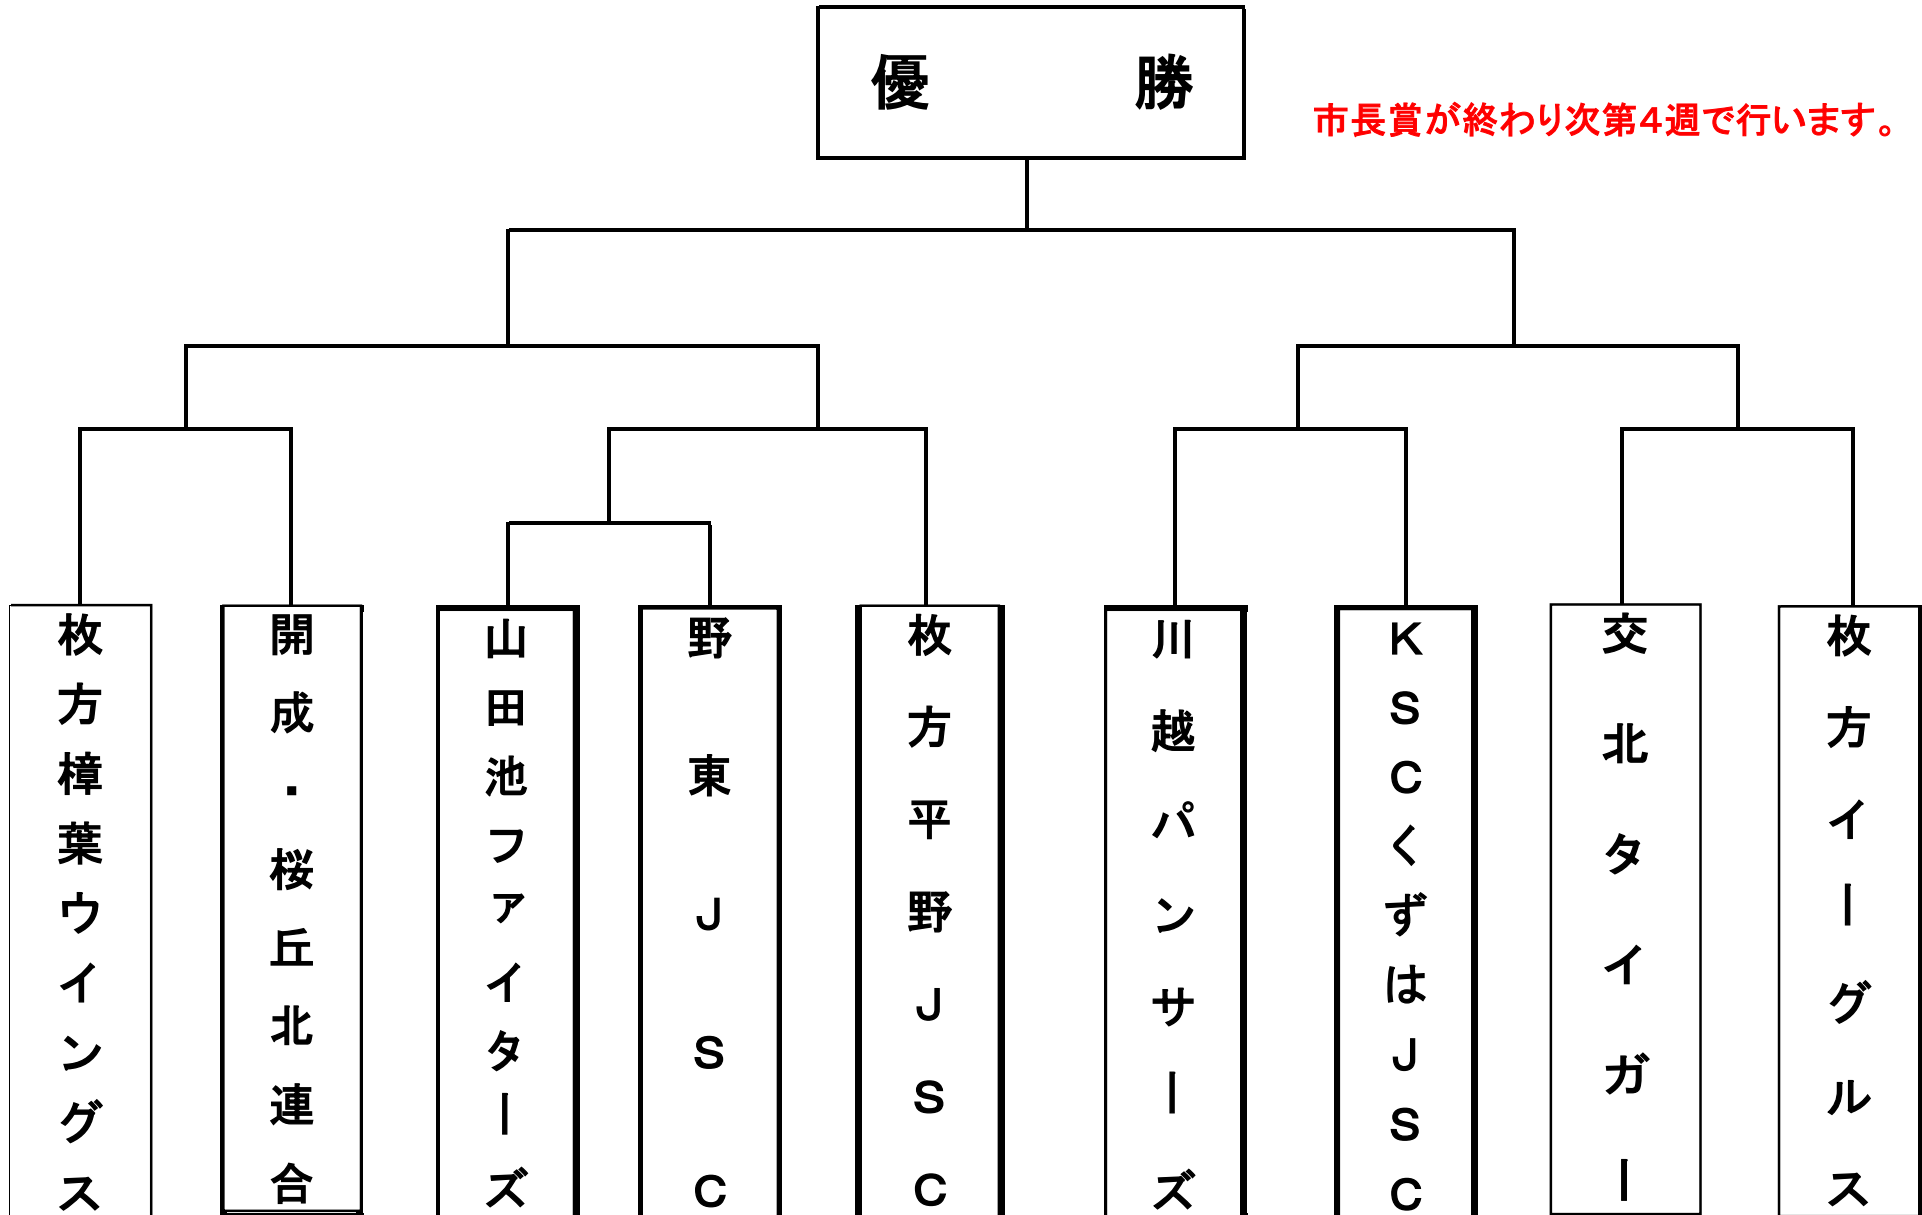 優 勝
市長賞が終わり次第4週で行います。
枚方樟葉ウイングス
開成・桜丘北連合
山田池ファイターズ
野東JSC
枚方平野JSC
川越パンサーズ
KSCくずはJSC
交北タイガー
枚方イーグルス